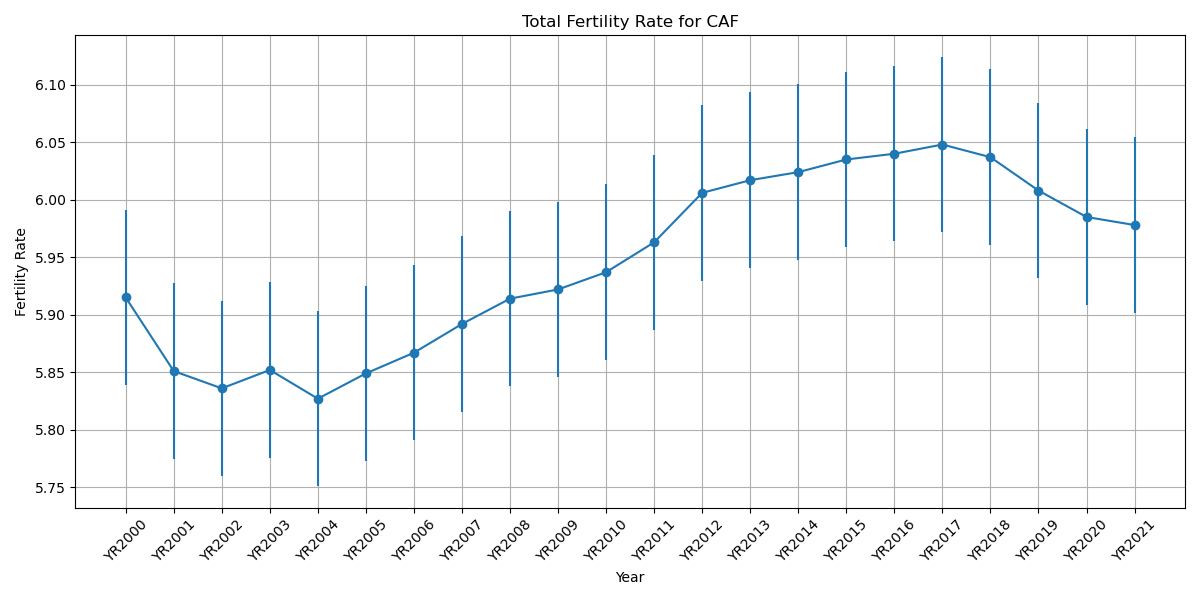 Total Fertility Rate for CAF
Fertility Rate
6.10
6.05
6.00
5.95
5.90
5.85
5.80
5.75
YR2000
YR2001
YR2002
YR2003
YR2004
YR2005
YR2006
YR2007
YR2008
YR2009
YR2010
YR2011
YR2012
YR2013
YR2014
YR2015
YR2016
YR2017
YR2018
YR2019
YR2020
YR2021
Year